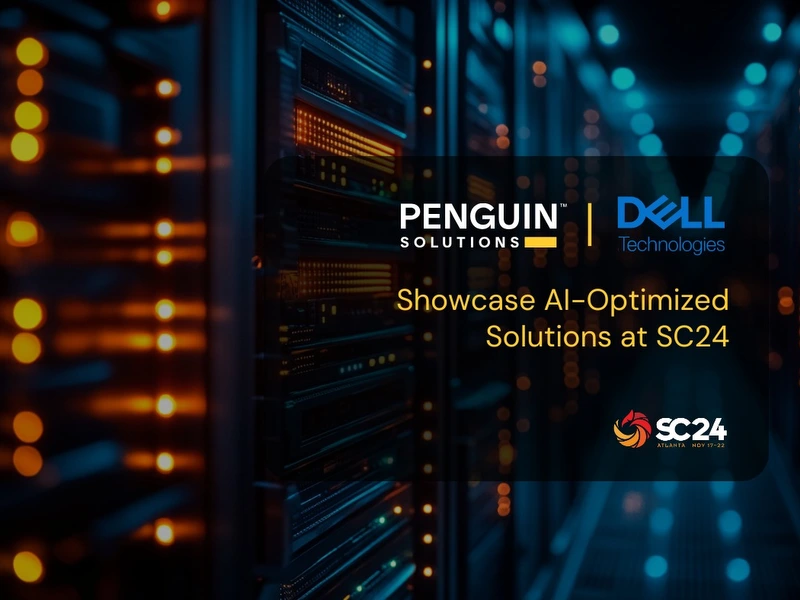 PENGUIN™
SOLUTIONS
DELL
Technologies
Showcase AI-Optimized
Solutions at SC24
SC24
ATLANTA NOV 17-22